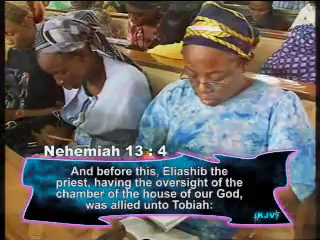 Nehemiah 13 : 4
And before this, Eliashib the
priest, having the oversight of the
chamber of the house of our God,
was allied unto Tobiah:
(KJV)